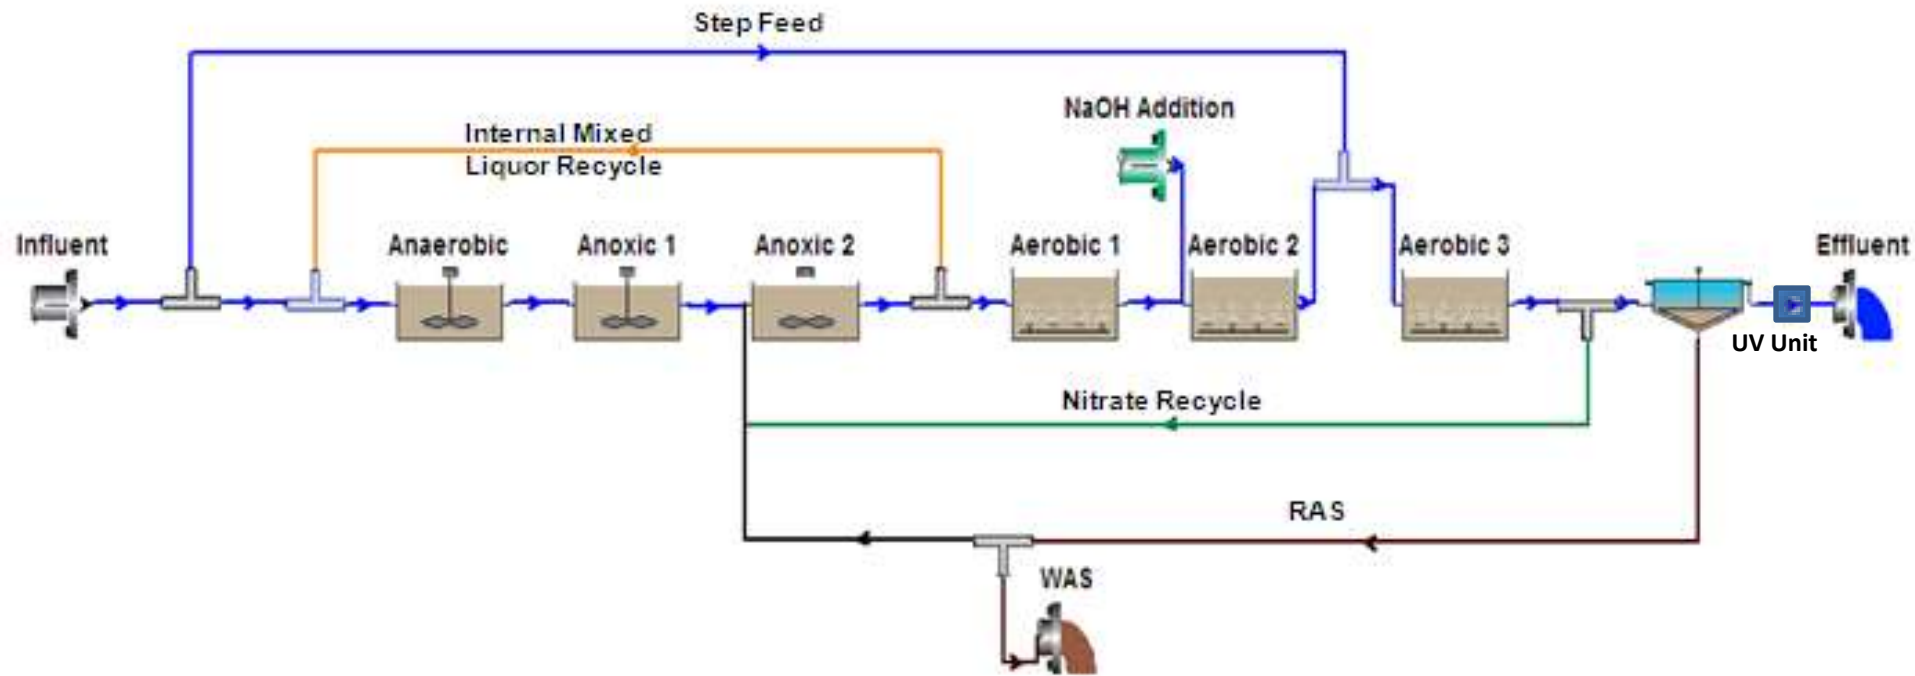 Step Feed
NaOH Addition
Internal Mixed
Liquor Recycle
Influent
Anaerobic
Anoxic 1
Anoxic 2
Aerobic 1
Aerobic 2
Aerobic 3
Effluent
UV Unit
Nitrate Recycle
RAS
WAS